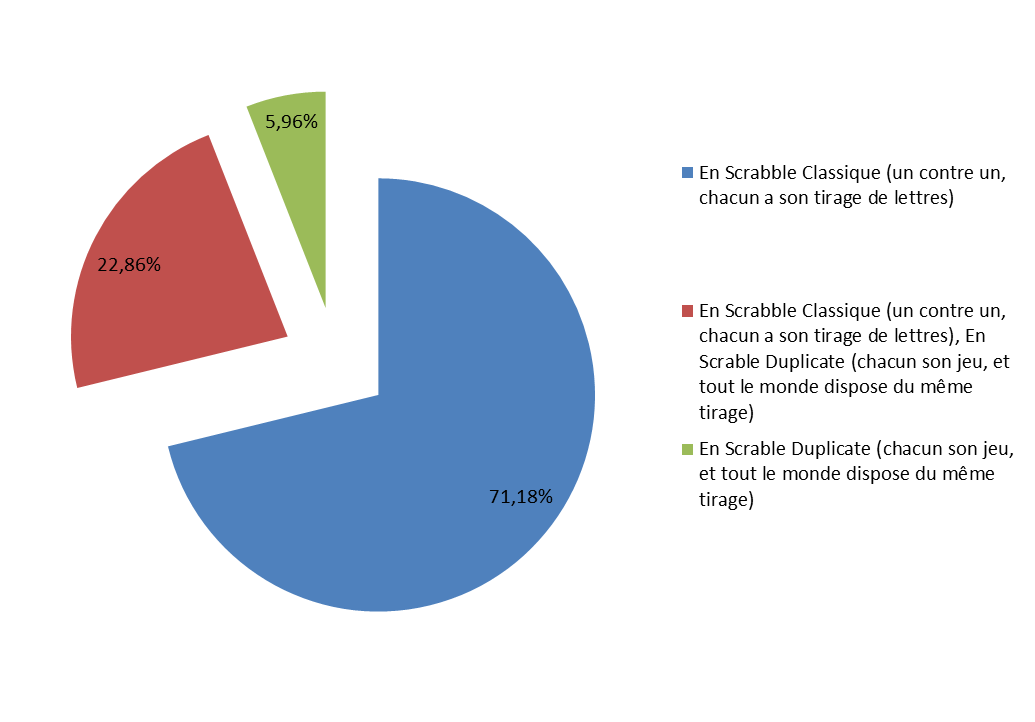 5,96%
22,86%
71,18%
En Scrabble Classique (un contre un,
chacun a son tirage de lettres)
En Scrabble Classique (un contre un,
chacun a son tirage de lettres), En
Scrable Duplicate (chacun son jeu, et
tout le monde dispose du même
tirage)
En Scrable Duplicate (chacun son jeu,
et tout le monde dispose du même
tirage)